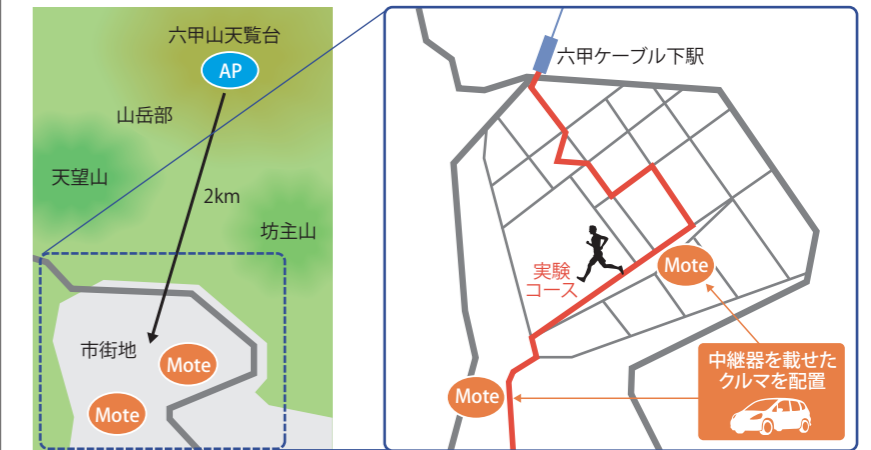 六甲山天覧台
AP
山岳部
天望山
2km
坊主山
市街地
Mote
Mote
六甲ケーブル下駅
実験
コース
Mote
Mote
中継器を載せた
クルマを配置